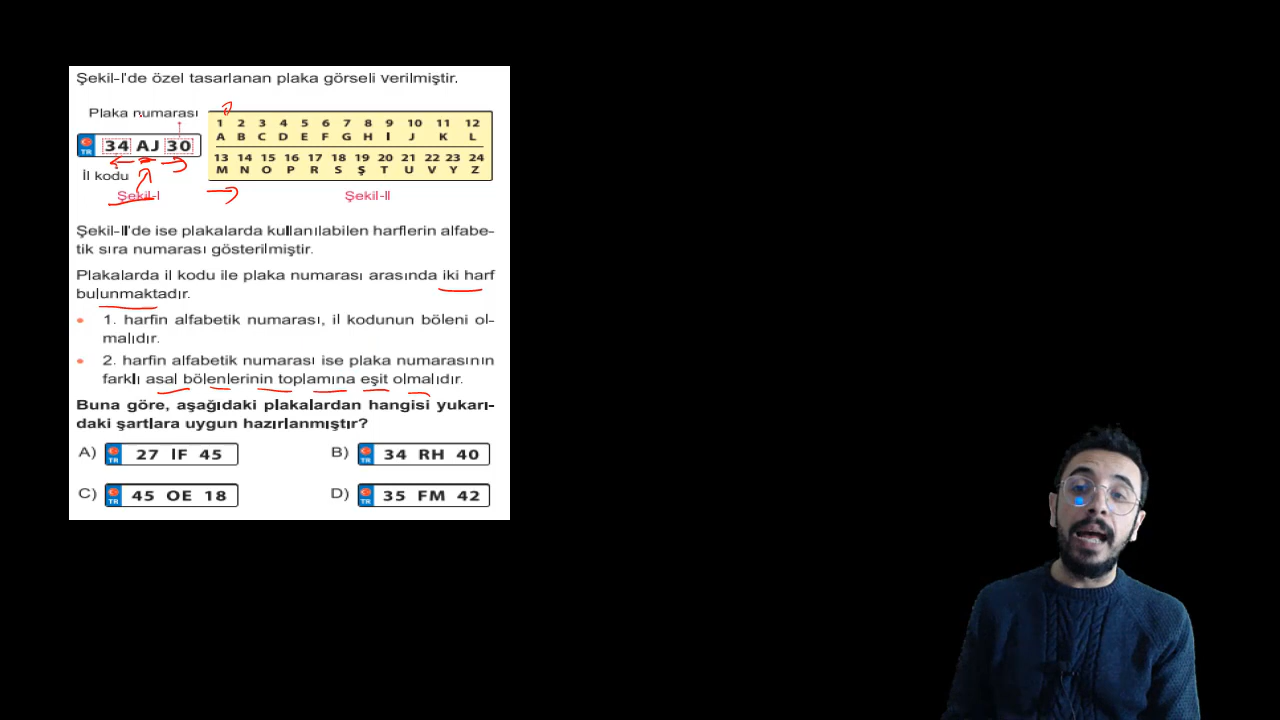 Şekil-I'de özel tasarlanan plaka görseli verilmiştir.
Plaka numarası
TR 34 AJ 30
İl kodu
Şekil-I
1 2 3 4 5 6 7 8 9 10 11 12
A B C D E F G H İ J K L
13 14 15 16 17 18 19 20 21 22 23 24
M N O P R S Ş T U V Y Z
Şekil-II
Şekil-II'de ise plakalarda kullanılabilen harflerin alfabe-
tik sıra numarası gösterilmiştir.
Plakalarda il kodu ile plaka numarası arasında iki harf
bulunmaktadır.
• 1. harfin alfabetik numarası, il kodunun böleni ol-
malıdır.
• 2. harfin alfabetik numarası ise plaka numarasının
farklı asal bölenlerinin toplamına eşit olmalıdır.
Buna göre, aşağıdaki plakalardan hangisi yukarı-
daki şartlara uygun hazırlanmıştır?
A) TR 27 İF 45
B) TR 34 RH 40
C) TR 45 OE 18
D) TR 35 FM 42